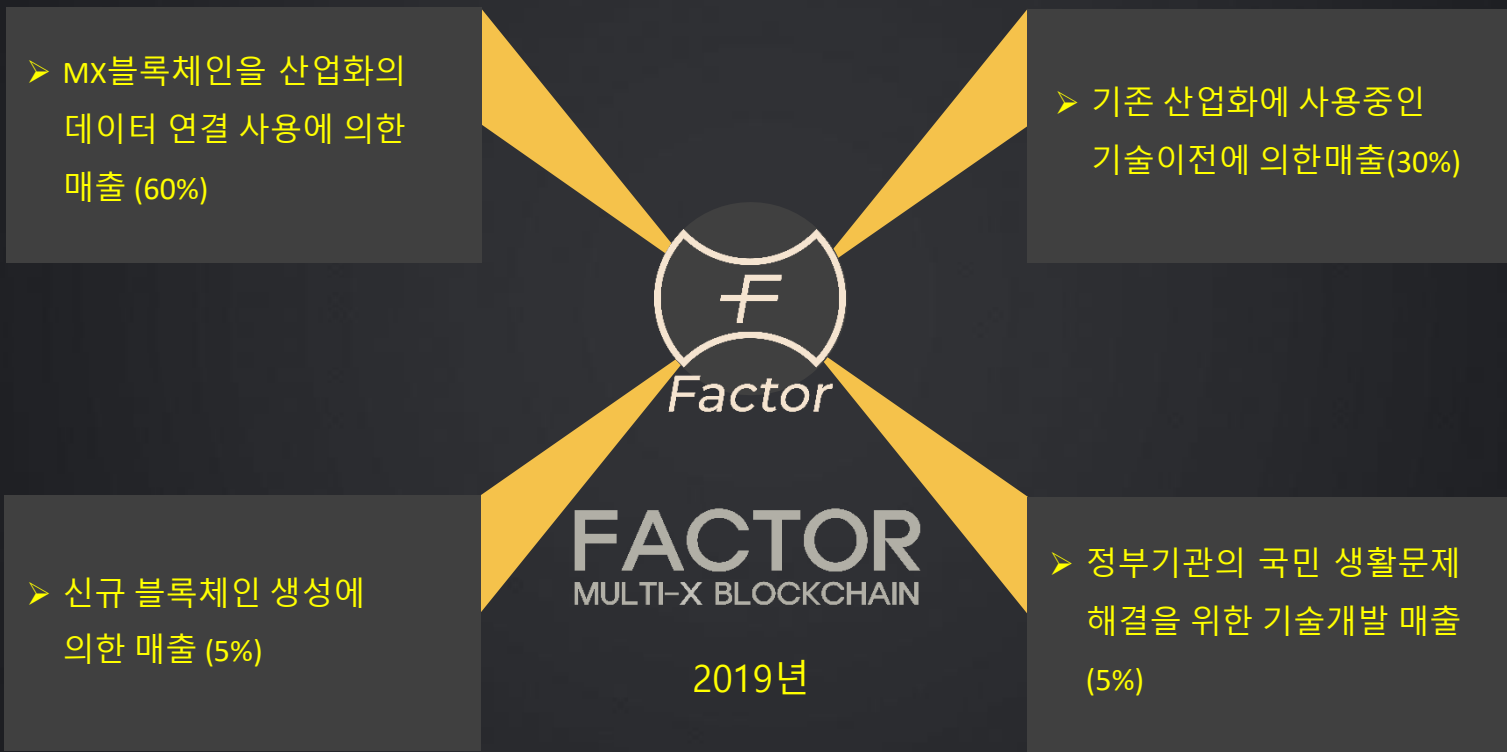 ➢ MX블록체인을 산업화의
데이터 연결 사용에 의한
매출 (60%)
➢ 기존 산업화에 사용중인
기술이전에 의한매출(30%)
F
Factor
FACTOR
MULTI-X BLOCKCHAIN
2019년
➢ 신규 블록체인 생성에
의한 매출 (5%)
➢ 정부기관의 국민 생활문제
해결을 위한 기술개발 매출
(5%)